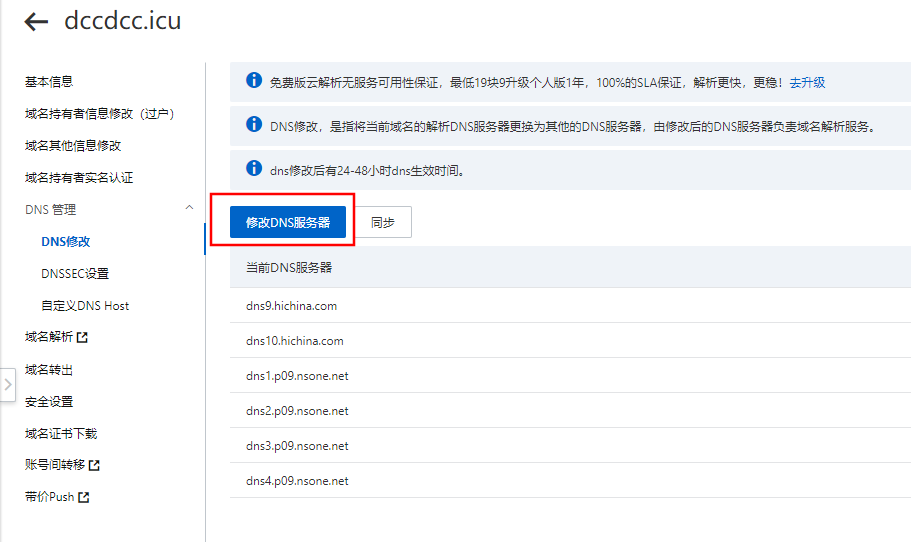 dccdcc.icu
基本信息
域名持有者信息修改（过户）
域名其他信息修改
域名持有者实名认证
DNS 管理
DNS修改
DNSSEC设置
自定义DNS Host
域名解析
域名转出
安全设置
域名证书下载
账号间转移
带价Push
免费版云解析无服务可用性保证，最低19块9升级个人版1年，100%的SLA保证，解析更快，更稳！去升级
DNS修改，是指将当前域名的解析DNS服务器更换为其他的DNS服务器，由修改后的DNS服务器负责域名解析服务。
dns修改后有24-48小时dns生效时间。
修改DNS服务器 同步
当前DNS服务器
dns9.hichina.com
dns10.hichina.com
dns1.p09.nsone.net
dns2.p09.nsone.net
dns3.p09.nsone.net
dns4.p09.nsone.net